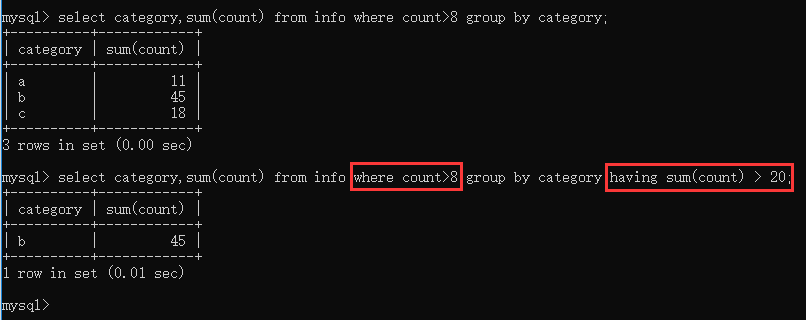 mysql> select category,sum(count) from info where count>8 group by category;
+----------+------------+
| category | sum(count) |
+----------+------------+
| a        |         11 |
| b        |         45 |
| c        |         18 |
+----------+------------+
3 rows in set (0.00 sec)
mysql> select category,sum(count) from info where count>8 group by category having sum(count) > 20;
+----------+------------+
| category | sum(count) |
+----------+------------+
| b        |         45 |
+----------+------------+
1 row in set (0.01 sec)
mysql>